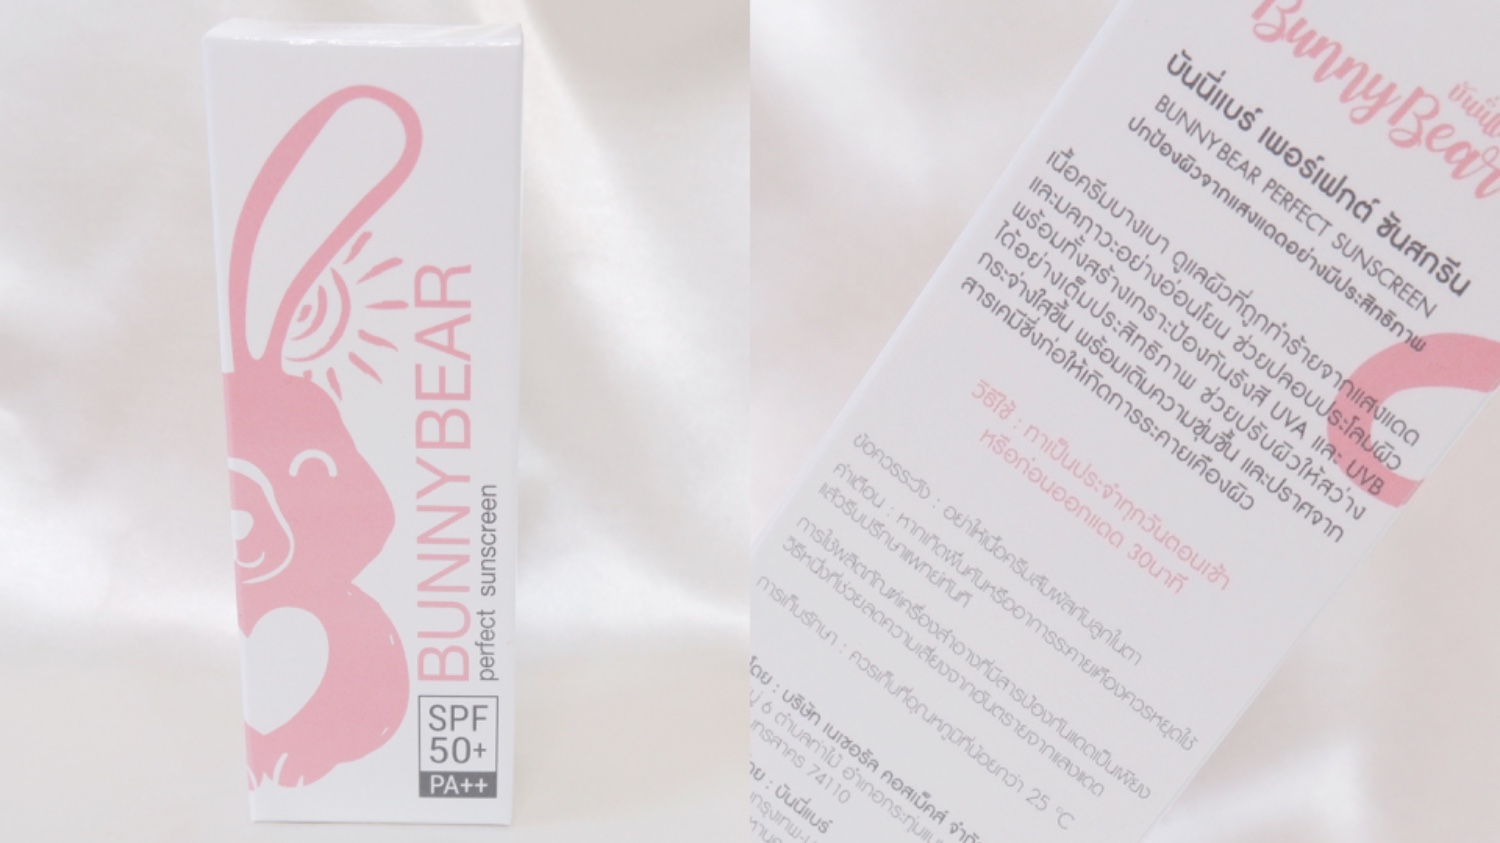 BUNNYBEAR
perfect sunscreen
SPF
50+
PA++
BunnyBear
บันนี่แบร์ เพอร์เฟกต์ ซันสกรีน
BUNNYBEAR PERFECT SUNSCREEN
ปกป้องผิวจากแสงแดดอย่างมีประสิทธิภาพ
เนื้อครีมบางเบา ดูแลผิวที่ถูกทำร้ายจากแสงแดด
และมลภาวะอย่างอ่อนโยน ช่วยปลอบประโลมผิว
พร้อมทั้งสร้างเกราะป้องกันรังสี UVA และ UVB
ได้อย่างเต็มประสิทธิภาพ ช่วยปรับผิวให้สว่าง
กระจ่างใสขึ้น พร้อมเติมความชุ่มชื้น และปราศจาก
สารเคมีซึ่งก่อให้เกิดการระคายเคืองผิว
วิธีใช้ : ทาเป็นประจำทุกวันตอนเช้า
หรือก่อนออกแดด 30นาที
ข้อควรระวัง : อย่าให้เนื้อครีมสัมผัสกับลูกในตา
คำเตือน : หากเกิดผื่นคันหรืออาการระคายเคืองควรหยุดใช้
แล้วรีบปรึกษาแพทย์ทันที
การใช้ผลิตภัณฑ์เครื่องสำอางที่มีสารป้องกันแดดเป็นเพียง
วิธีหนึ่งที่ช่วยลดความเสี่ยงจากอันตรายจากแสงแดด
การเก็บรักษา : ควรเก็บที่อุณหภูมิที่น้อยกว่า 25 °C
โดย : บริษัท เนเชอรัล คอสเม็คส์
6 ตำบลท่าไม้ อำเภอกระทุ่มแบน
74110
: บันนี่แบร์